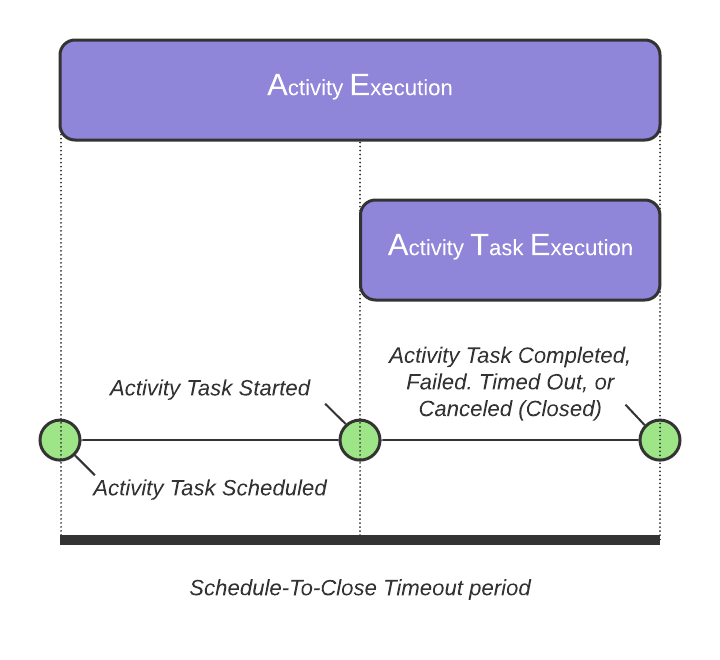 Activity Execution
Activity Task Execution
Activity Task Completed,
Failed. Timed Out, or
Canceled (Closed)
Activity Task Started
Activity Task Scheduled
Schedule-To-Close Timeout period